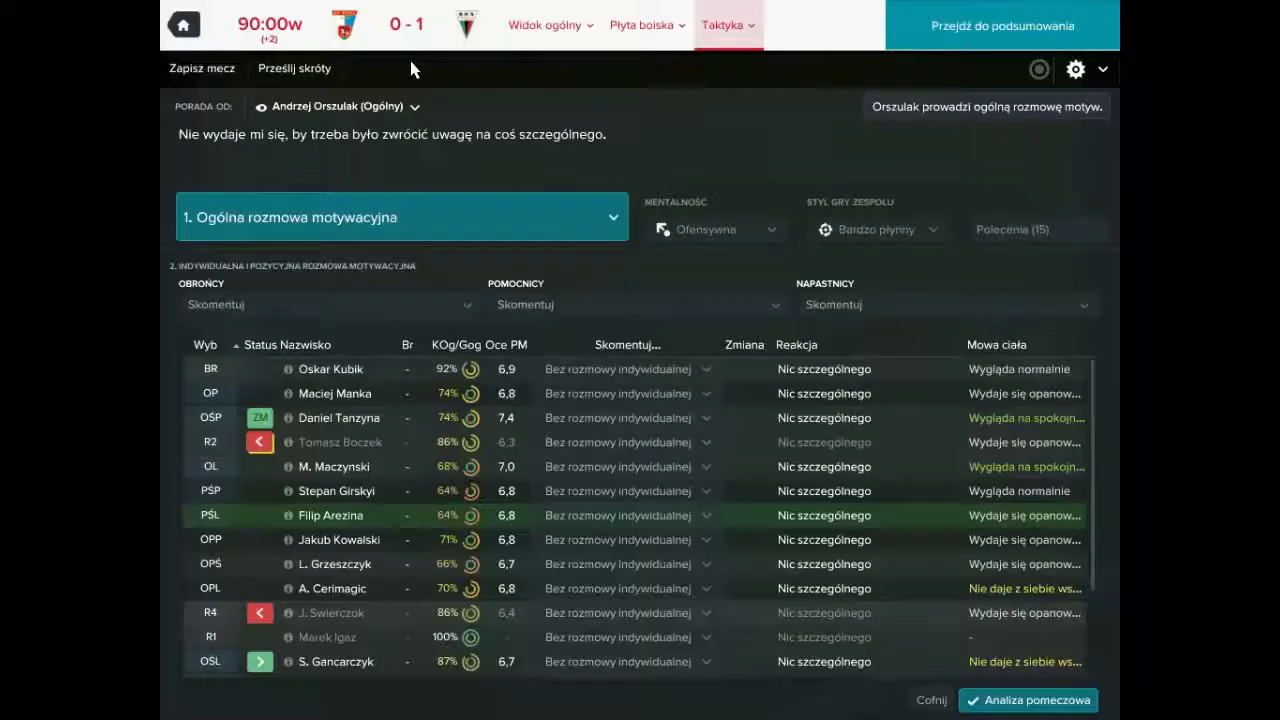 90:00w
(+2)
0 - 1
Widok ogólny
Płyta boiska
Taktyka
Przejdź do podsumowania
Zapisz mecz
Prześlij skróty
PORADA OD:
Andrzej Orszulak (Ogólny)
Orszulak prowadzi ogólną rozmowę motyw.
Nie wydaje mi się, by trzeba było zwrócić uwagę na coś szczególnego.
1. Ogólna rozmowa motywacyjna
MENTALNOŚĆ
Ofensywna
STYL GRY ZESPOŁU
Bardzo płynny
Polecenia (15)
2. INDYWIDUALNA I POZYCYJNA ROZMOWA MOTYWACYJNA
OBROŃCY
POMOCNICY
NAPASTNICY
Skomentuj
Skomentuj
Skomentuj
Wyb Status Nazwisko Br KOg/Gog Oce PM Skomentuj... Zmiana Reakcja Mowa ciała
BR Oskar Kubik - 92% 6,9 Bez rozmowy indywidualnej Nic szczególnego Wygląda normalnie
OP Maciej Manka - 74% 6,8 Bez rozmowy indywidualnej Nic szczególnego Wydaje się opanow...
OŚP ZM Daniel Tanzyna - 74% 7,4 Bez rozmowy indywidualnej Nic szczególnego Wygląda na spokojn...
R2 Tomasz Boczek - 86% 6,3 Bez rozmowy indywidualnej Nic szczególnego Wydaje się opanow...
OL M. Maczynski - 68% 7,0 Bez rozmowy indywidualnej Nic szczególnego Wygląda na spokojn...
PŚP Stepan Girskyi - 64% 6,8 Bez rozmowy indywidualnej Nic szczególnego Wygląda normalnie
PŚL Filip Arezina - 64% 6,8 Bez rozmowy indywidualnej Nic szczególnego Wydaje się opanow...
OPP Jakub Kowalski - 71% 6,8 Bez rozmowy indywidualnej Nic szczególnego Wydaje się opanow...
OPŚ L. Grzeszczyk - 66% 6,7 Bez rozmowy indywidualnej Nic szczególnego Wydaje się opanow...
OPL A. Cerimagic - 70% 6,8 Bez rozmowy indywidualnej Nic szczególnego Nie daje z siebie ws...
R4 J. Swierczok - 86% 6,4 Bez rozmowy indywidualnej Nic szczególnego Wydaje się opanow...
R1 Marek Igaz - 100% - Bez rozmowy indywidualnej Nic szczególnego -
OŚL S. Gancarczyk - 87% 6,7 Bez rozmowy indywidualnej Nic szczególnego Nie daje z siebie ws...
Cofnij
Analiza pomeczowa